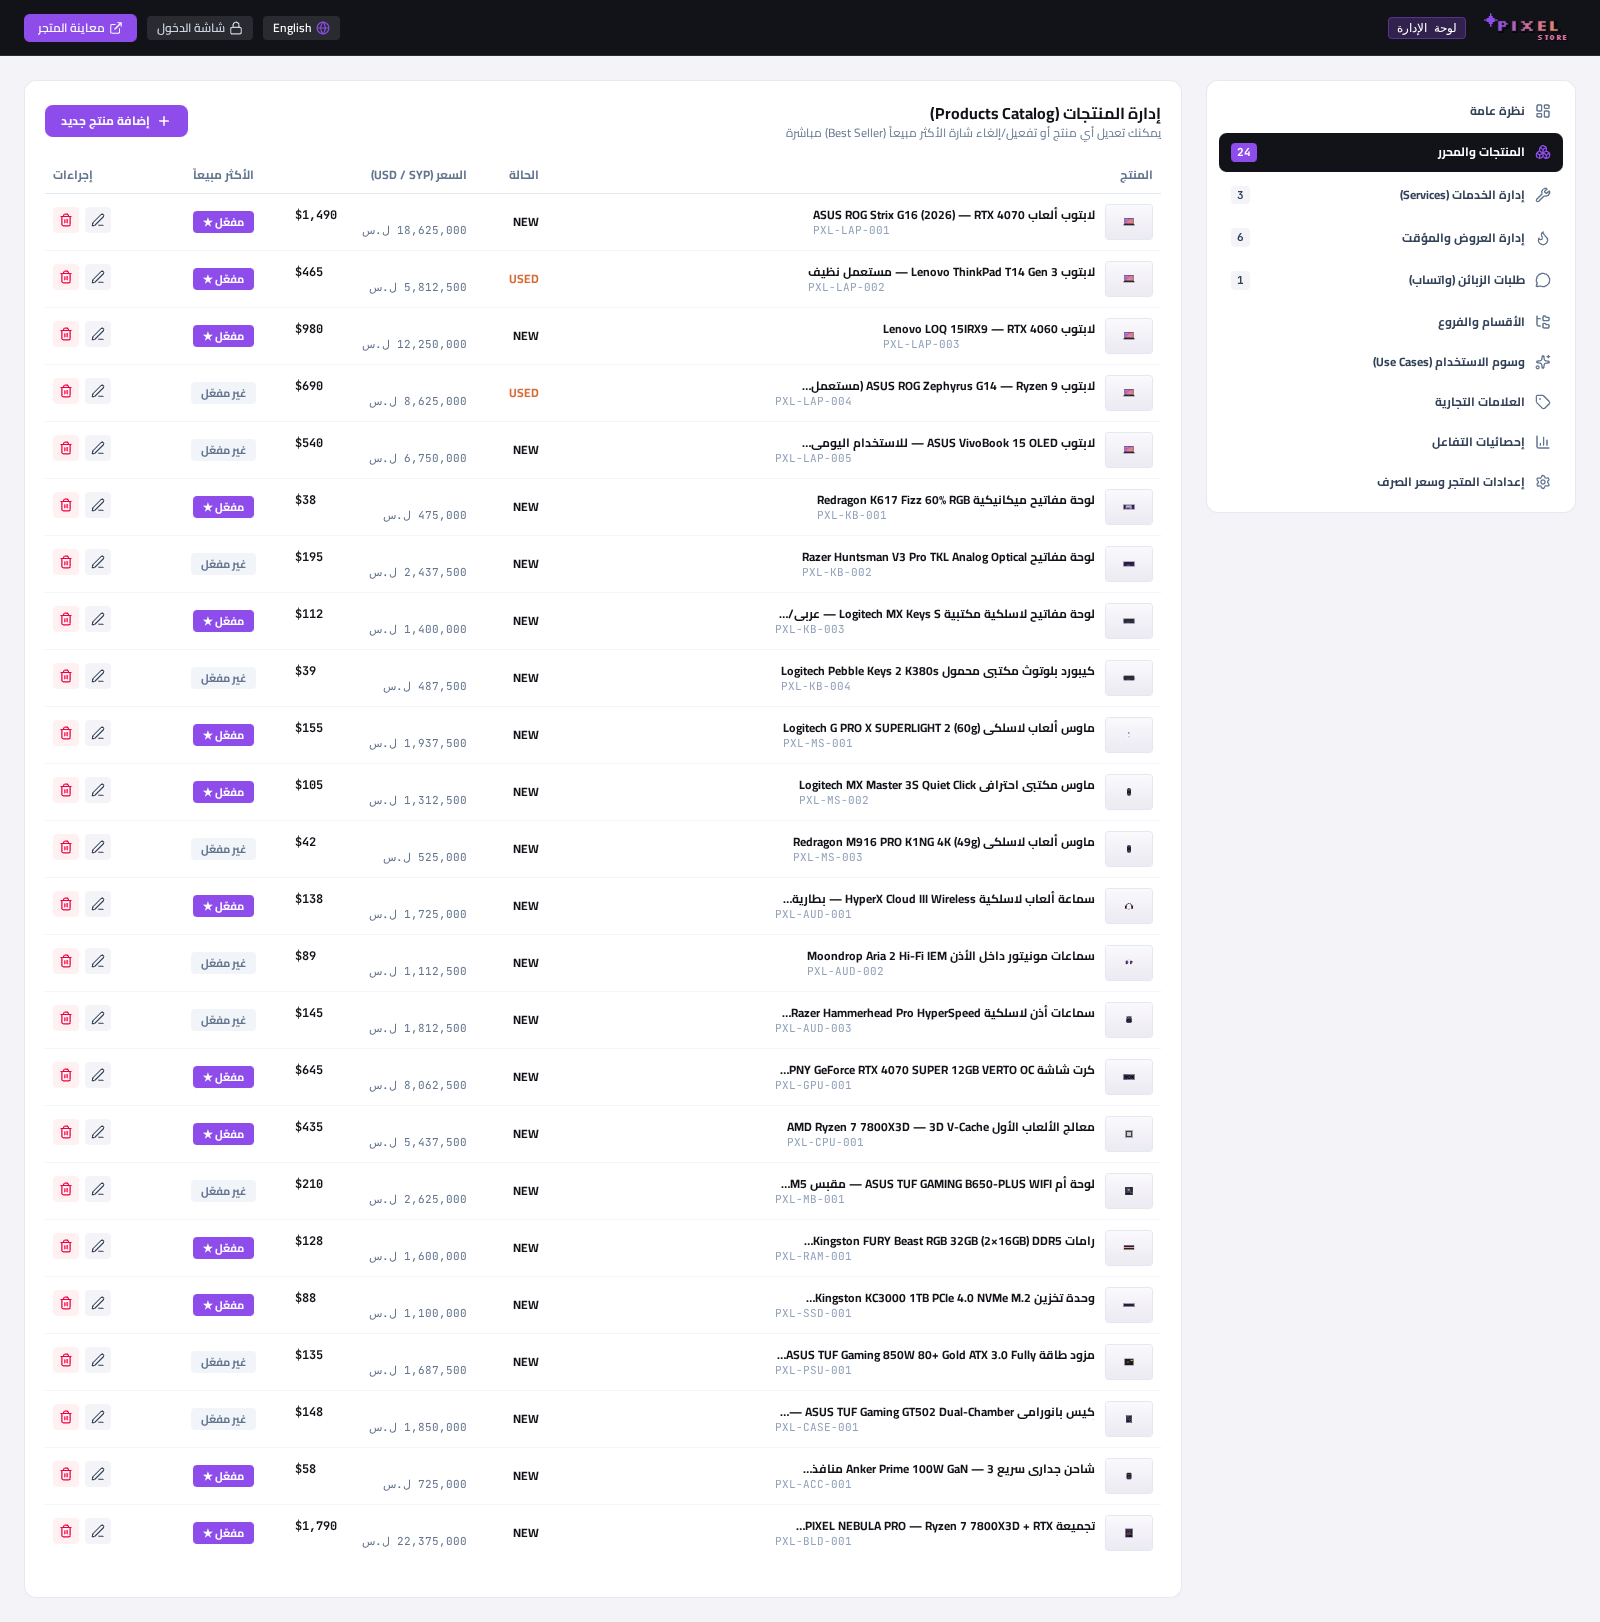 PIXEL
STORE
لوحة الإدارة
English
شاشة الدخول
معاينة المتجر
نظرة عامة
المنتجات والمحرر 24
إدارة الخدمات (Services) 3
إدارة العروض والمؤقت 6
طلبات الزبائن (واتساب) 1
الأقسام والفروع
وسوم الاستخدام (Use Cases)
العلامات التجارية
إحصائيات التفاعل
إعدادات المتجر وسعر الصرف
إدارة المنتجات (Products Catalog)
يمكنك تعديل أي منتج أو تفعيل/إلغاء شارة الأكثر مبيعاً (Best Seller) مباشرة
إضافة منتج جديد +
المنتج الحالة السعر (USD / SYP) الأكثر مبيعاً إجراءات
لابتوب ألعاب ASUS ROG Strix G16 (2026) — RTX 4070 NEW $1,490 مفعّل ★
PXL-LAP-001 18,625,000 ل.س
لابتوب Lenovo ThinkPad T14 Gen 3 — مستعمل نظيف USED $465 مفعّل ★
PXL-LAP-002 5,812,500 ل.س
لابتوب Lenovo LOQ 15IRX9 — RTX 4060 NEW $980 مفعّل ★
PXL-LAP-003 12,250,000 ل.س
لابتوب ASUS ROG Zephyrus G14 — Ryzen 9 (مستعمل... USED $690 غير مفعّل
PXL-LAP-004 8,625,000 ل.س
لابتوب ASUS VivoBook 15 OLED — للاستخدام اليومي... NEW $540 غير مفعّل
PXL-LAP-005 6,750,000 ل.س
لوحة مفاتيح ميكانيكية Redragon K617 Fizz 60% RGB NEW $38 مفعّل ★
PXL-KB-001 475,000 ل.س
لوحة مفاتيح Razer Huntsman V3 Pro TKL Analog Optical NEW $195 غير مفعّل
PXL-KB-002 2,437,500 ل.س
لوحة مفاتيح لاسلكية مكتبية Logitech MX Keys S — عربي/... NEW $112 مفعّل ★
PXL-KB-003 1,400,000 ل.س
كيبورد بلوتوث مكتبي محمول Logitech Pebble Keys 2 K380s NEW $39 غير مفعّل
PXL-KB-004 487,500 ل.س
ماوس ألعاب لاسلكي Logitech G PRO X SUPERLIGHT 2 (60g) NEW $155 مفعّل ★
PXL-MS-001 1,937,500 ل.س
ماوس مكتبي احترافي Logitech MX Master 3S Quiet Click NEW $105 مفعّل ★
PXL-MS-002 1,312,500 ل.س
ماوس ألعاب لاسلكي Redragon M916 PRO K1NG 4K (49g) NEW $42 غير مفعّل
PXL-MS-003 525,000 ل.س
سماعة ألعاب لاسلكية HyperX Cloud III Wireless — بطارية... NEW $138 مفعّل ★
PXL-AUD-001 1,725,000 ل.س
سماعات مونيتور داخل الأذن Moondrop Aria 2 Hi-Fi IEM NEW $89 غير مفعّل
PXL-AUD-002 1,112,500 ل.س
سماعات أذن لاسلكية Razer Hammerhead Pro HyperSpeed... NEW $145 غير مفعّل
PXL-AUD-003 1,812,500 ل.س
كرت شاشة PNY GeForce RTX 4070 SUPER 12GB VERTO OC... NEW $645 مفعّل ★
PXL-GPU-001 8,062,500 ل.س
معالج الألعاب الأول AMD Ryzen 7 7800X3D — 3D V-Cache NEW $435 مفعّل ★
PXL-CPU-001 5,437,500 ل.س
لوحة أم ASUS TUF GAMING B650-PLUS WIFI — مقبس M5... NEW $210 غير مفعّل
PXL-MB-001 2,625,000 ل.س
رامات Kingston FURY Beast RGB 32GB (2×16GB) DDR5... NEW $128 مفعّل ★
PXL-RAM-001 1,600,000 ل.س
وحدة تخزين Kingston KC3000 1TB PCIe 4.0 NVMe M.2... NEW $88 مفعّل ★
PXL-SSD-001 1,100,000 ل.س
مزود طاقة ASUS TUF Gaming 850W 80+ Gold ATX 3.0 Fully... NEW $135 غير مفعّل
PXL-PSU-001 1,687,500 ل.س
كيس بانورامي ASUS TUF Gaming GT502 Dual-Chamber —... NEW $148 غير مفعّل
PXL-CASE-001 1,850,000 ل.س
شاحن جداري سريع Anker Prime 100W GaN — 3 منافذ... NEW $58 مفعّل ★
PXL-ACC-001 725,000 ل.س
تجميعة PIXEL NEBULA PRO — Ryzen 7 7800X3D + RTX... NEW $1,790 مفعّل ★
PXL-BLD-001 22,375,000 ل.س